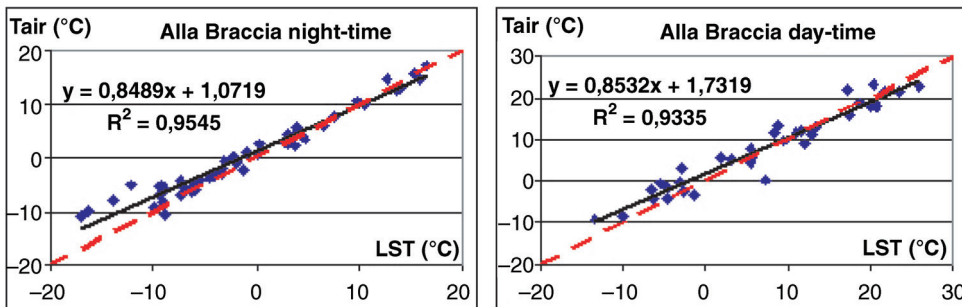 Tair (°C)
Alla Braccia night-time
20
y = 0,8489x + 1,0719
10
R² = 0,9545
0
−10
LST (°C)
−20
−20 −10 0 10 20
Tair (°C)
Alla Braccia day-time
30
y = 0,8532x + 1,7319
20
R² = 0,9335
10
0
−10
LST (°C)
−20
−20 −10 0 10 20 30